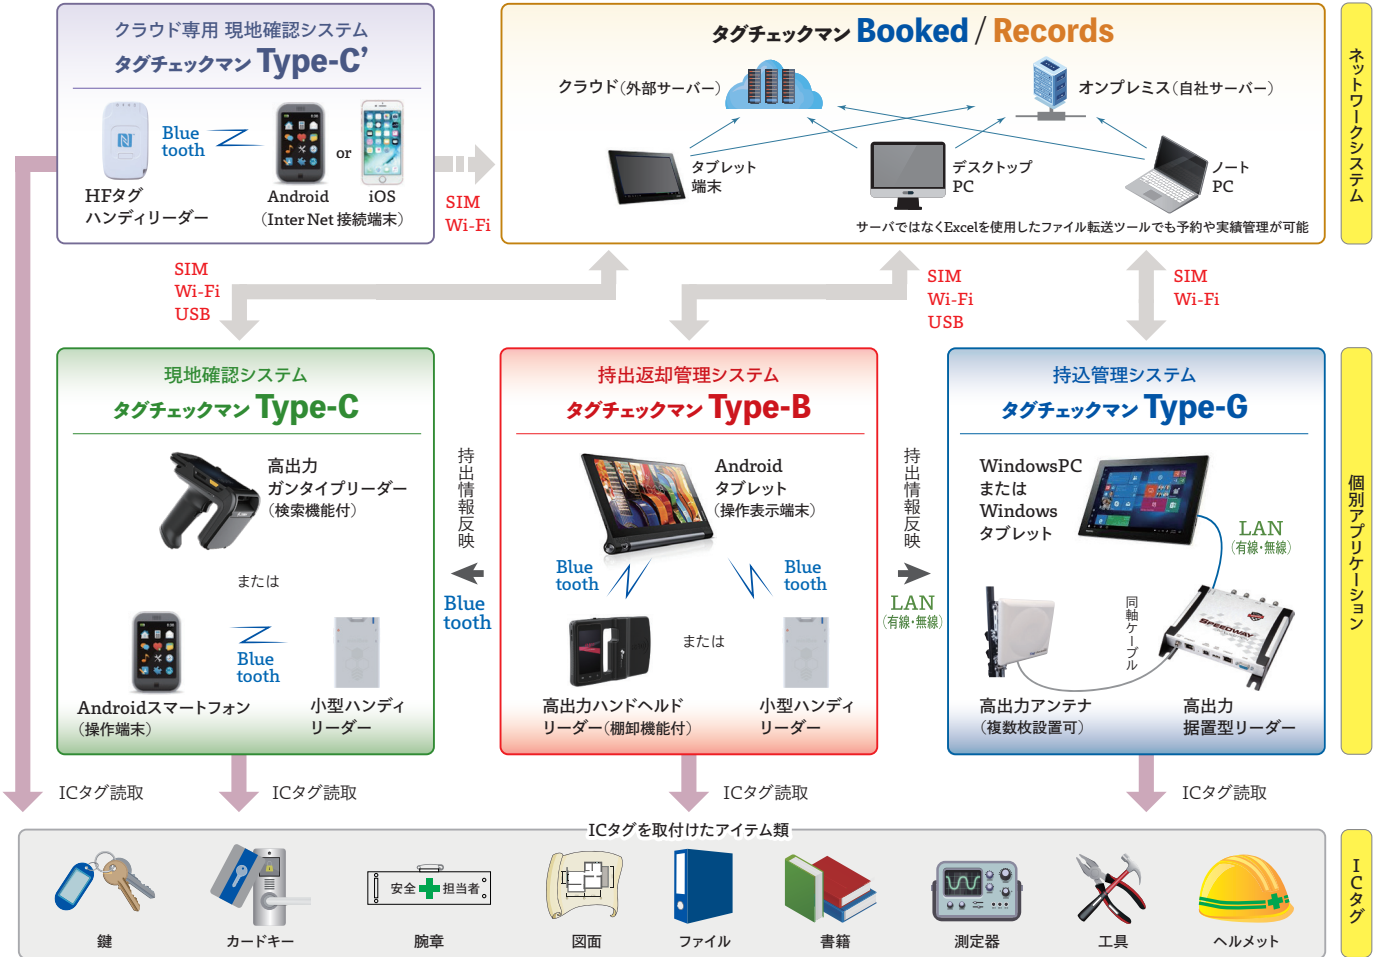 クラウド専用 現地確認システム
タグチェックマン Type-C’
Blue
tooth
or
HFタグ
ハンディリーダー
Android
iOS
（Inter Net 接続端末）
SIM
Wi-Fi
タグチェックマン Booked / Records
クラウド（外部サーバー）
オンプレミス（自社サーバー）
タブレット
端末
デスクトップ
PC
ノート
PC
サーバではなくExcelを使用したファイル転送ツールでも予約や実績管理が可能
ネットワークシステム
SIM
Wi-Fi
USB
SIM
Wi-Fi
USB
SIM
Wi-Fi
現地確認システム
タグチェックマン Type-C
高出力
ガンタイプリーダー
（検索機能付）
または
Blue
tooth
Androidスマートフォン
（操作端末）
小型ハンディ
リーダー
持出情報反映
Blue
tooth
持出返却管理システム
タグチェックマン Type-B
Android
タブレット
（操作表示端末）
Blue
tooth
Blue
tooth
または
高出力ハンドヘルド
リーダー（棚卸機能付）
小型ハンディ
リーダー
持出情報反映
LAN
（有線・無線）
持込管理システム
タグチェックマン Type-G
WindowsPC
または
Windows
タブレット
LAN
（有線・無線）
同軸ケーブル
SPEEDWAY
高出力アンテナ
（複数枚設置可）
高出力
据置型リーダー
個別アプリケーション
ICタグ読取
ICタグ読取
ICタグ読取
ICタグ読取
ICタグを取付けたアイテム類
安全 担当者
鍵
カードキー
腕章
図面
ファイル
書籍
測定器
工具
ヘルメット
ICタグ